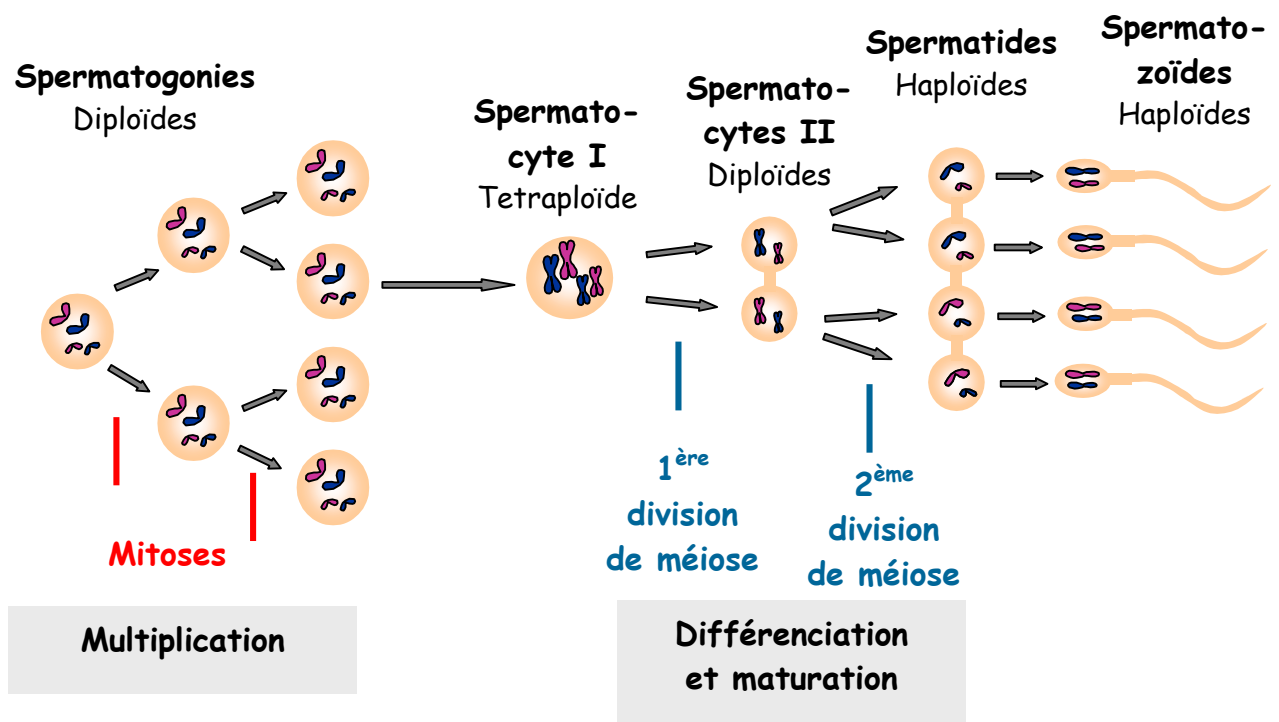 Spermatogonies
Diploïdes
Spermato-
cyte I
Tetraploïde
Spermato-
cytes II
Diploïdes
Spermatides
Haploïdes
Spermato-
zoïdes
Haploïdes
Mitoses
1ère
division
de méiose
2ème
division
de méiose
Multiplication
Différenciation
et maturation